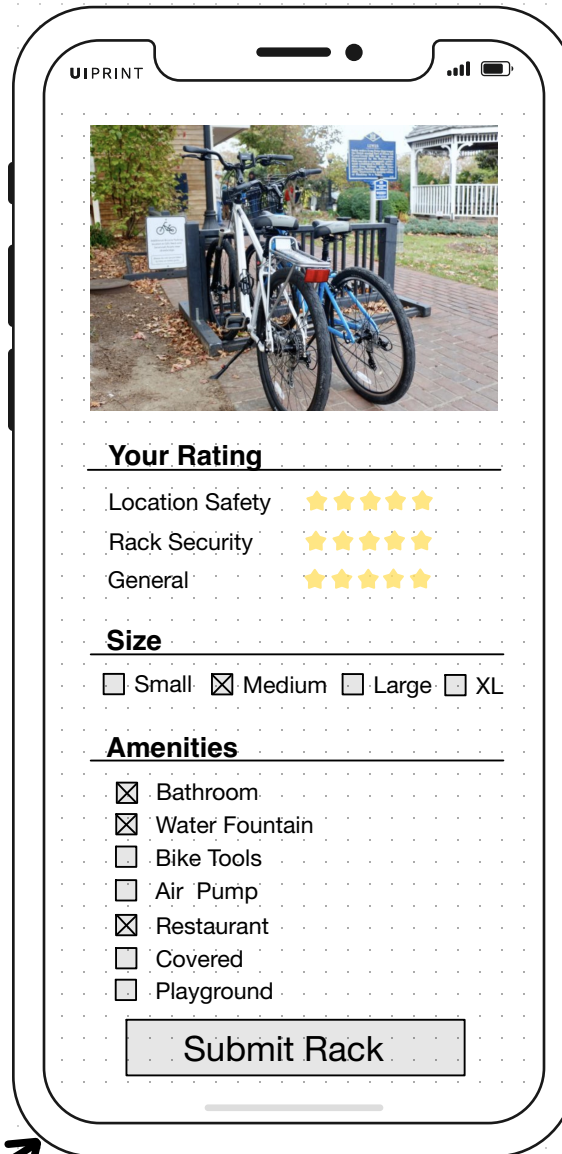 UIPRINT
Your Rating
Location Safety
Rack Security
General
Size
Small Medium Large XL
Amenities
Bathroom
Water Fountain
Bike Tools
Air Pump
Restaurant
Covered
Playground
Submit Rack